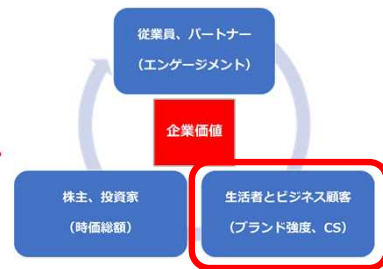 従業員、パートナー
（エンゲージメント）
企業価値
株主、投資家
（時価総額）
生活者とビジネス顧客
（ブランド強度、CS）